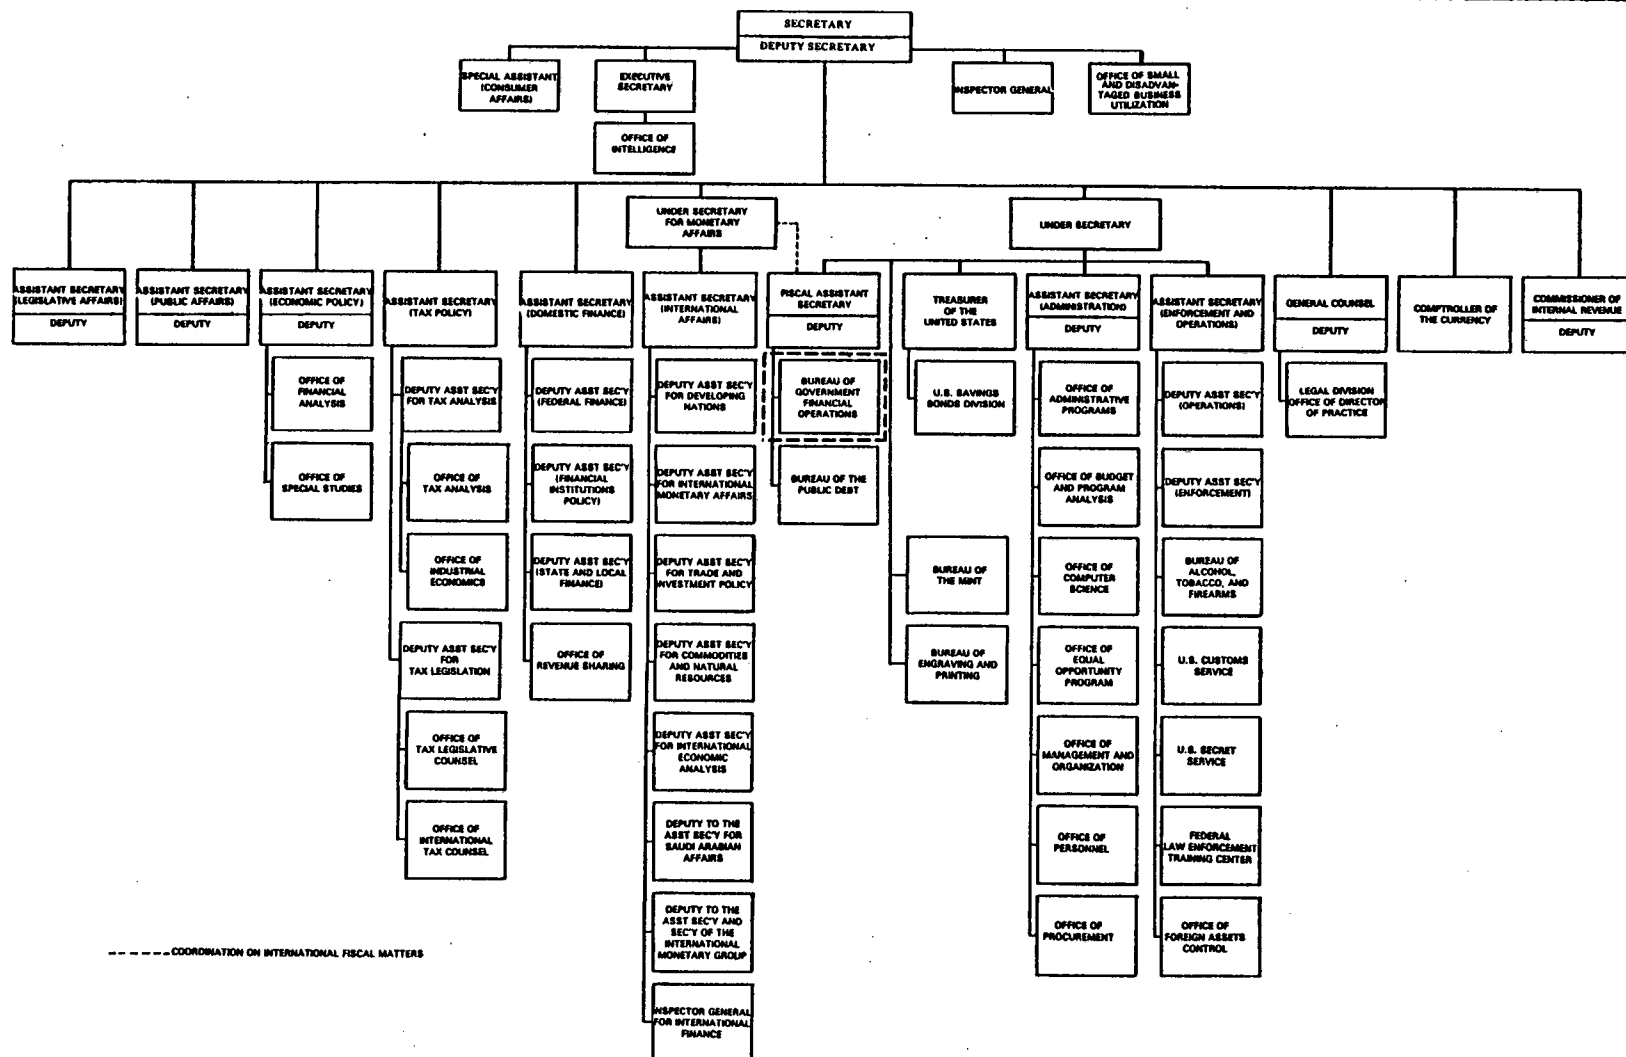 SECRETARY
DEPUTY SECRETARY
SPECIAL ASSISTANT
(CONSUMER
AFFAIRS)
EXECUTIVE
SECRETARY
INSPECTOR GENERAL
OFFICE OF SMALL
AND DISADVAN-
TAGED BUSINESS
UTILIZATION
OFFICE OF
INTELLIGENCE
UNDER SECRETARY
FOR MONETARY
AFFAIRS
UNDER SECRETARY
ASSISTANT SECRETARY
(LEGISLATIVE AFFAIRS)
DEPUTY
ASSISTANT SECRETARY
(PUBLIC AFFAIRS)
DEPUTY
ASSISTANT SECRETARY
(ECONOMIC POLICY)
DEPUTY
ASSISTANT SECRETARY
(TAX POLICY)
ASSISTANT SECRETARY
(DOMESTIC FINANCE)
ASSISTANT SECRETARY
(INTERNATIONAL
AFFAIRS)
FISCAL ASSISTANT
SECRETARY
DEPUTY
TREASURER
OF THE
UNITED STATES
ASSISTANT SECRETARY
(ADMINISTRATION)
DEPUTY
ASSISTANT SECRETARY
(ENFORCEMENT AND
OPERATIONS)
GENERAL COUNSEL
DEPUTY
COMPTROLLER OF
THE CURRENCY
COMMISSIONER OF
INTERNAL REVENUE
DEPUTY
OFFICE OF
FINANCIAL
ANALYSIS
OFFICE OF
SPECIAL STUDIES
DEPUTY ASST SEC'Y
FOR TAX ANALYSIS
OFFICE OF
TAX ANALYSIS
OFFICE OF
INDUSTRIAL
ECONOMICS
DEPUTY ASST SEC'Y
FOR
TAX LEGISLATION
OFFICE OF
TAX LEGISLATIVE
COUNSEL
OFFICE OF
INTERNATIONAL
TAX COUNSEL
DEPUTY ASST SEC'Y
(FEDERAL FINANCE)
DEPUTY ASST SEC'Y
(FINANCIAL
INSTITUTIONS
POLICY)
DEPUTY ASST SEC'Y
(STATE AND LOCAL
FINANCE)
OFFICE OF
REVENUE SHARING
DEPUTY ASST SEC'Y
FOR DEVELOPING
NATIONS
DEPUTY ASST SEC'Y
FOR INTERNATIONAL
MONETARY AFFAIRS
DEPUTY ASST SEC'Y
FOR TRADE AND
INVESTMENT POLICY
DEPUTY ASST SEC'Y
FOR COMMODITIES
AND NATURAL
RESOURCES
DEPUTY ASST SEC'Y
FOR INTERNATIONAL
ECONOMIC
ANALYSIS
DEPUTY TO THE
ASST SEC'Y FOR
SAUDI ARABIAN
AFFAIRS
DEPUTY TO THE
ASST SEC'Y AND
SEC'Y OF THE
INTERNATIONAL
MONETARY GROUP
INSPECTOR GENERAL
FOR INTERNATIONAL
FINANCE
BUREAU OF
GOVERNMENT
FINANCIAL
OPERATIONS
BUREAU OF THE
PUBLIC DEBT
U.S. SAVINGS
BONDS DIVISION
BUREAU OF
THE MINT
BUREAU OF
ENGRAVING AND
PRINTING
OFFICE OF
ADMINISTRATIVE
PROGRAMS
OFFICE OF BUDGET
AND PROGRAM
ANALYSIS
OFFICE OF
COMPUTER
SCIENCE
OFFICE OF
EQUAL
OPPORTUNITY
PROGRAM
OFFICE OF
MANAGEMENT AND
ORGANIZATION
OFFICE OF
PERSONNEL
OFFICE OF
PROCUREMENT
DEPUTY ASST SEC'Y
(OPERATIONS)
DEPUTY ASST SEC'Y
(ENFORCEMENT)
BUREAU OF
ALCOHOL,
TOBACCO, AND
FIREARMS
U.S. CUSTOMS
SERVICE
U.S. SECRET
SERVICE
FEDERAL
LAW ENFORCEMENT
TRAINING CENTER
OFFICE OF
FOREIGN ASSETS
CONTROL
LEGAL DIVISION
OFFICE OF DIRECTOR
OF PRACTICE
COORDINATION ON INTERNATIONAL FISCAL MATTERS